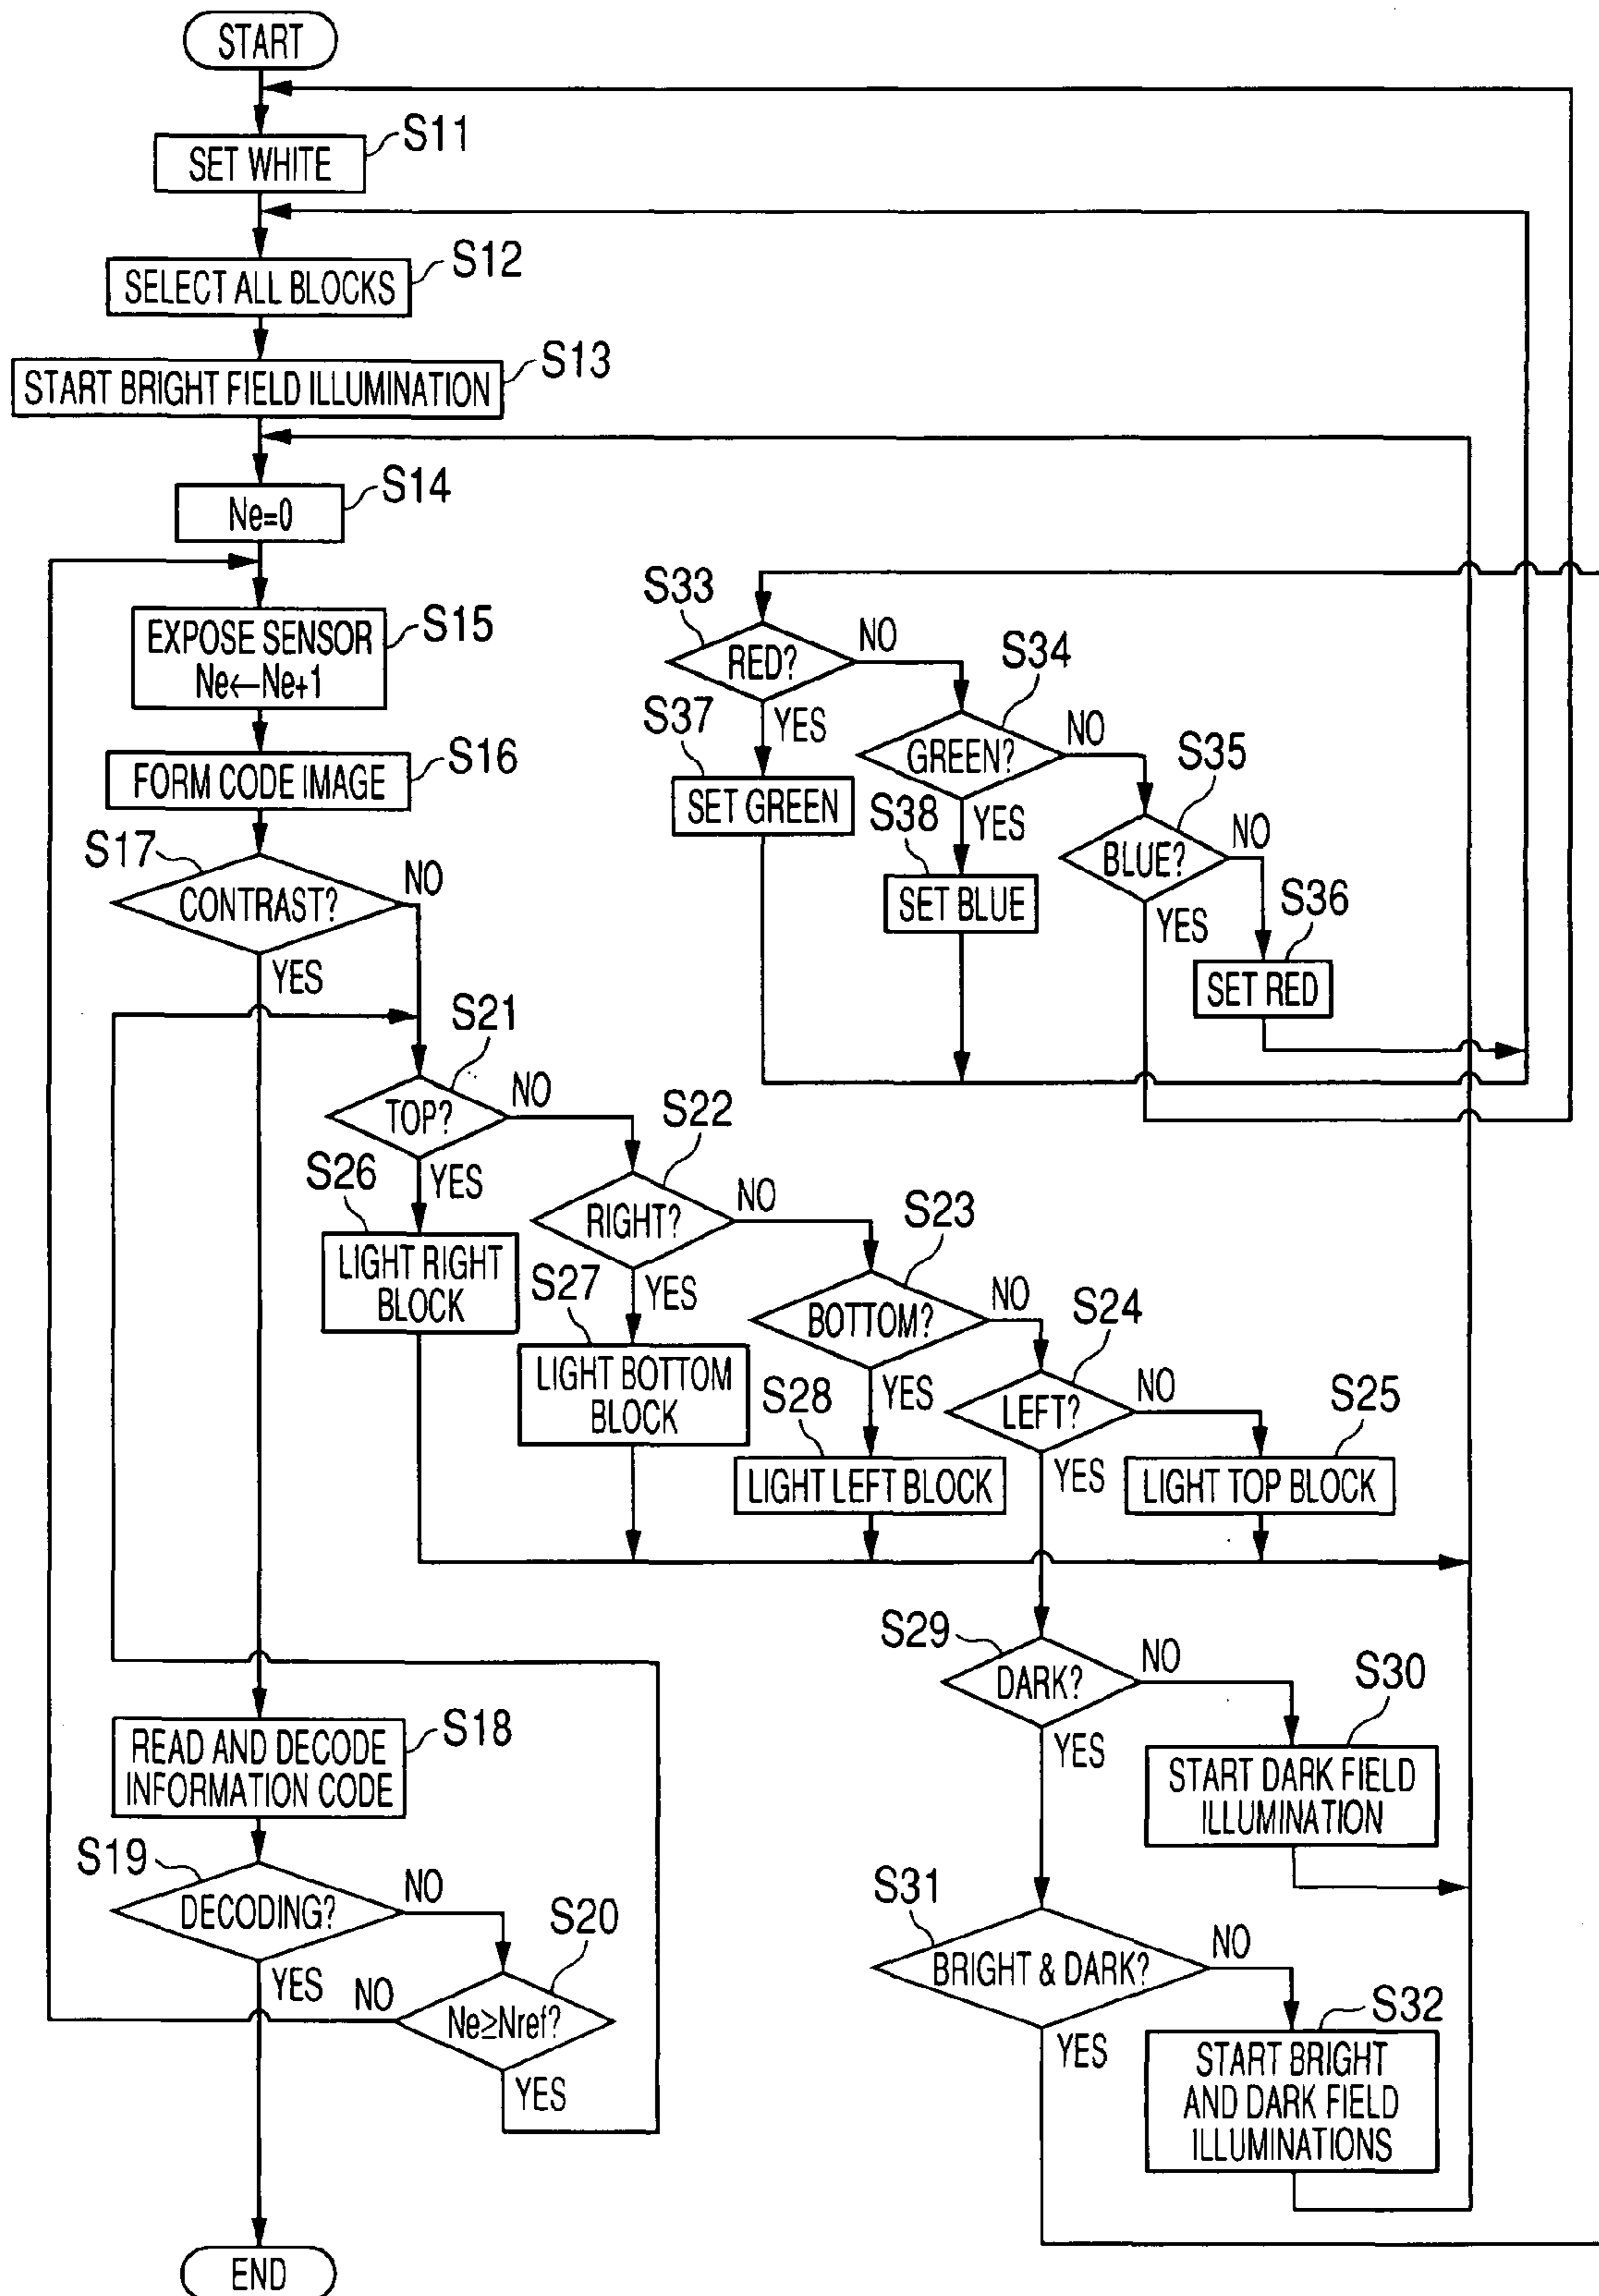 START
S11
SET WHITE
S12
SELECT ALL BLOCKS
S13
START BRIGHT FIELD ILLUMINATION
S14
Ne=0
S15
EXPOSE SENSOR
Ne←Ne+1
S16
FORM CODE IMAGE
S17
CONTRAST?
NO
YES
S33
RED?
NO
YES
S34
GREEN?
NO
YES
S37
SET GREEN
S38
SET BLUE
S35
BLUE?
NO
YES
S36
SET RED
S21
TOP?
NO
YES
S22
RIGHT?
NO
YES
S26
LIGHT RIGHT
BLOCK
S23
BOTTOM?
NO
YES
S27
LIGHT BOTTOM
BLOCK
S24
LEFT?
NO
YES
S28
LIGHT LEFT BLOCK
S25
LIGHT TOP BLOCK
S29
DARK?
NO
YES
S30
START DARK FIELD
ILLUMINATION
S18
READ AND DECODE
INFORMATION CODE
S19
DECODING?
NO
YES
S20
Ne≥Nref?
NO
YES
S31
BRIGHT & DARK?
NO
YES
S32
START BRIGHT
AND DARK FIELD
ILLUMINATIONS
END